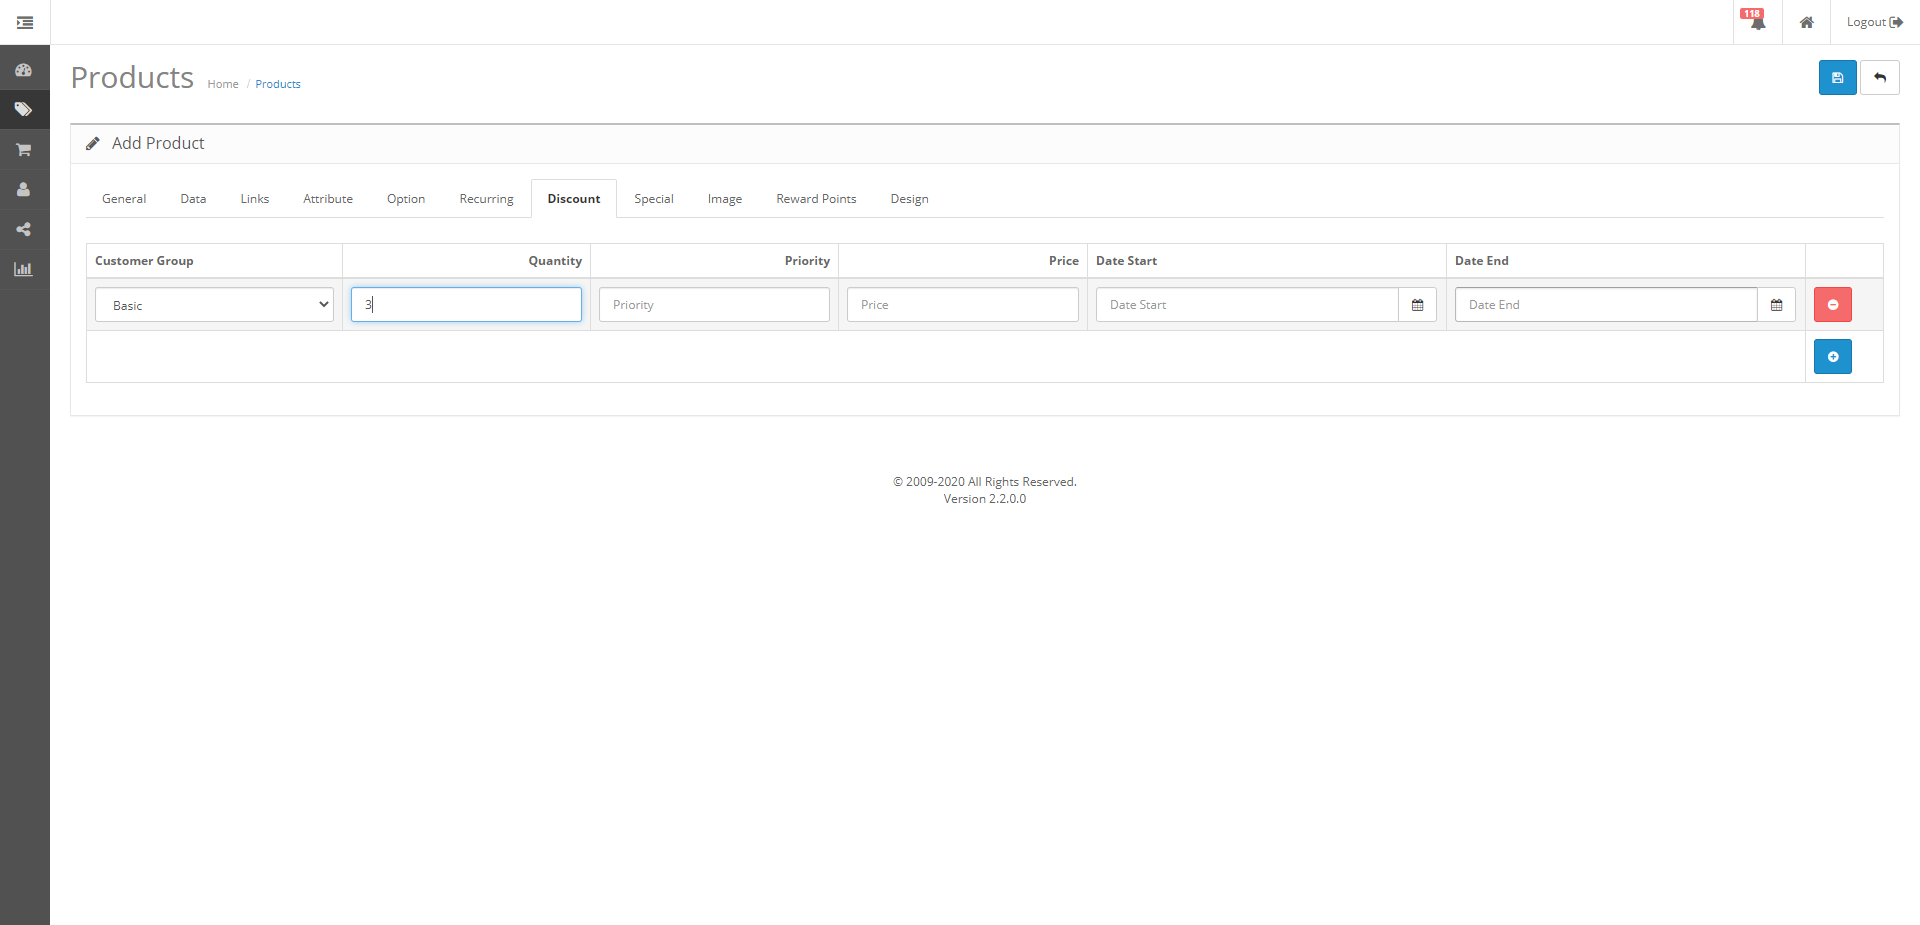 118
Logout
Products
Home / Products
Add Product
General Data Links Attribute Option Recurring Discount Special Image Reward Points Design
Customer Group Quantity Priority Price Date Start Date End
Basic 3 Priority Price Date Start Date End
© 2009-2020 All Rights Reserved.
Version 2.2.0.0